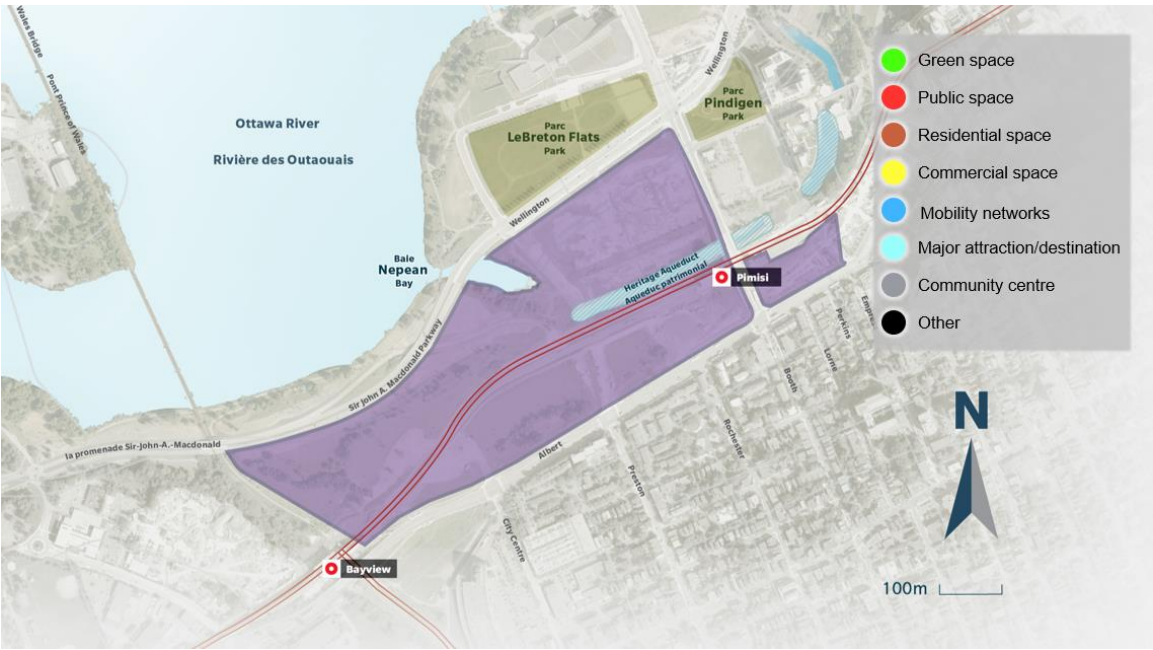 Wales Bridge
Pont Prince of Wales
Ottawa River
Rivière des Outaouais
Wellington
Parc
LeBreton Flats
Park
Parc
Pindigen
Park
Wellington
Baie
Nepean
Bay
Heritage Aqueduct
Aqueduc patrimonial
Pimisi
Sir John A. Macdonald Parkway
la promenade Sir-John-A.-Macdonald
Albert
Bayview
City Centre
Preston
Rochester
Booth
Lorne
Perkins
Green space
Public space
Residential space
Commercial space
Mobility networks
Major attraction/destination
Community centre
Other
N
100m